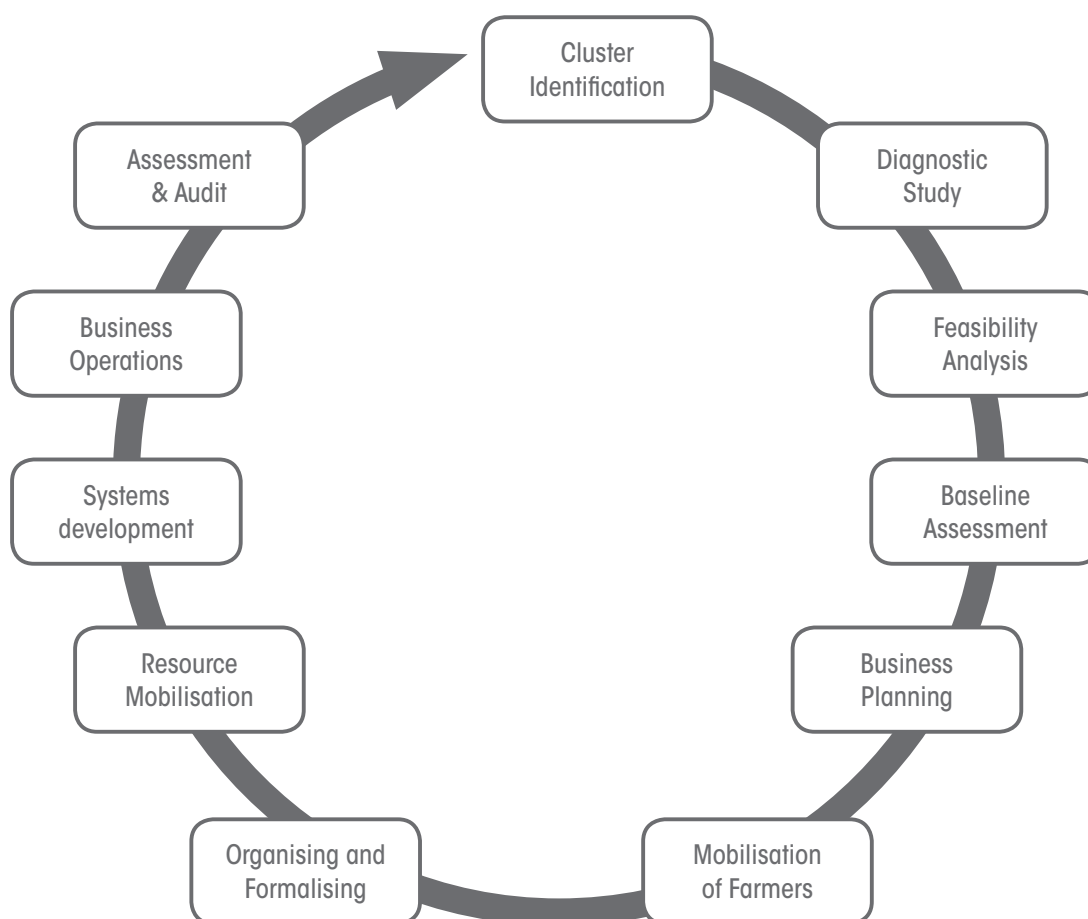 Cluster
Identification
Diagnostic
Study
Feasibility
Analysis
Baseline
Assessment
Business
Planning
Mobilisation
of Farmers
Organising and
Formalising
Resource
Mobilisation
Systems
development
Business
Operations
Assessment
& Audit